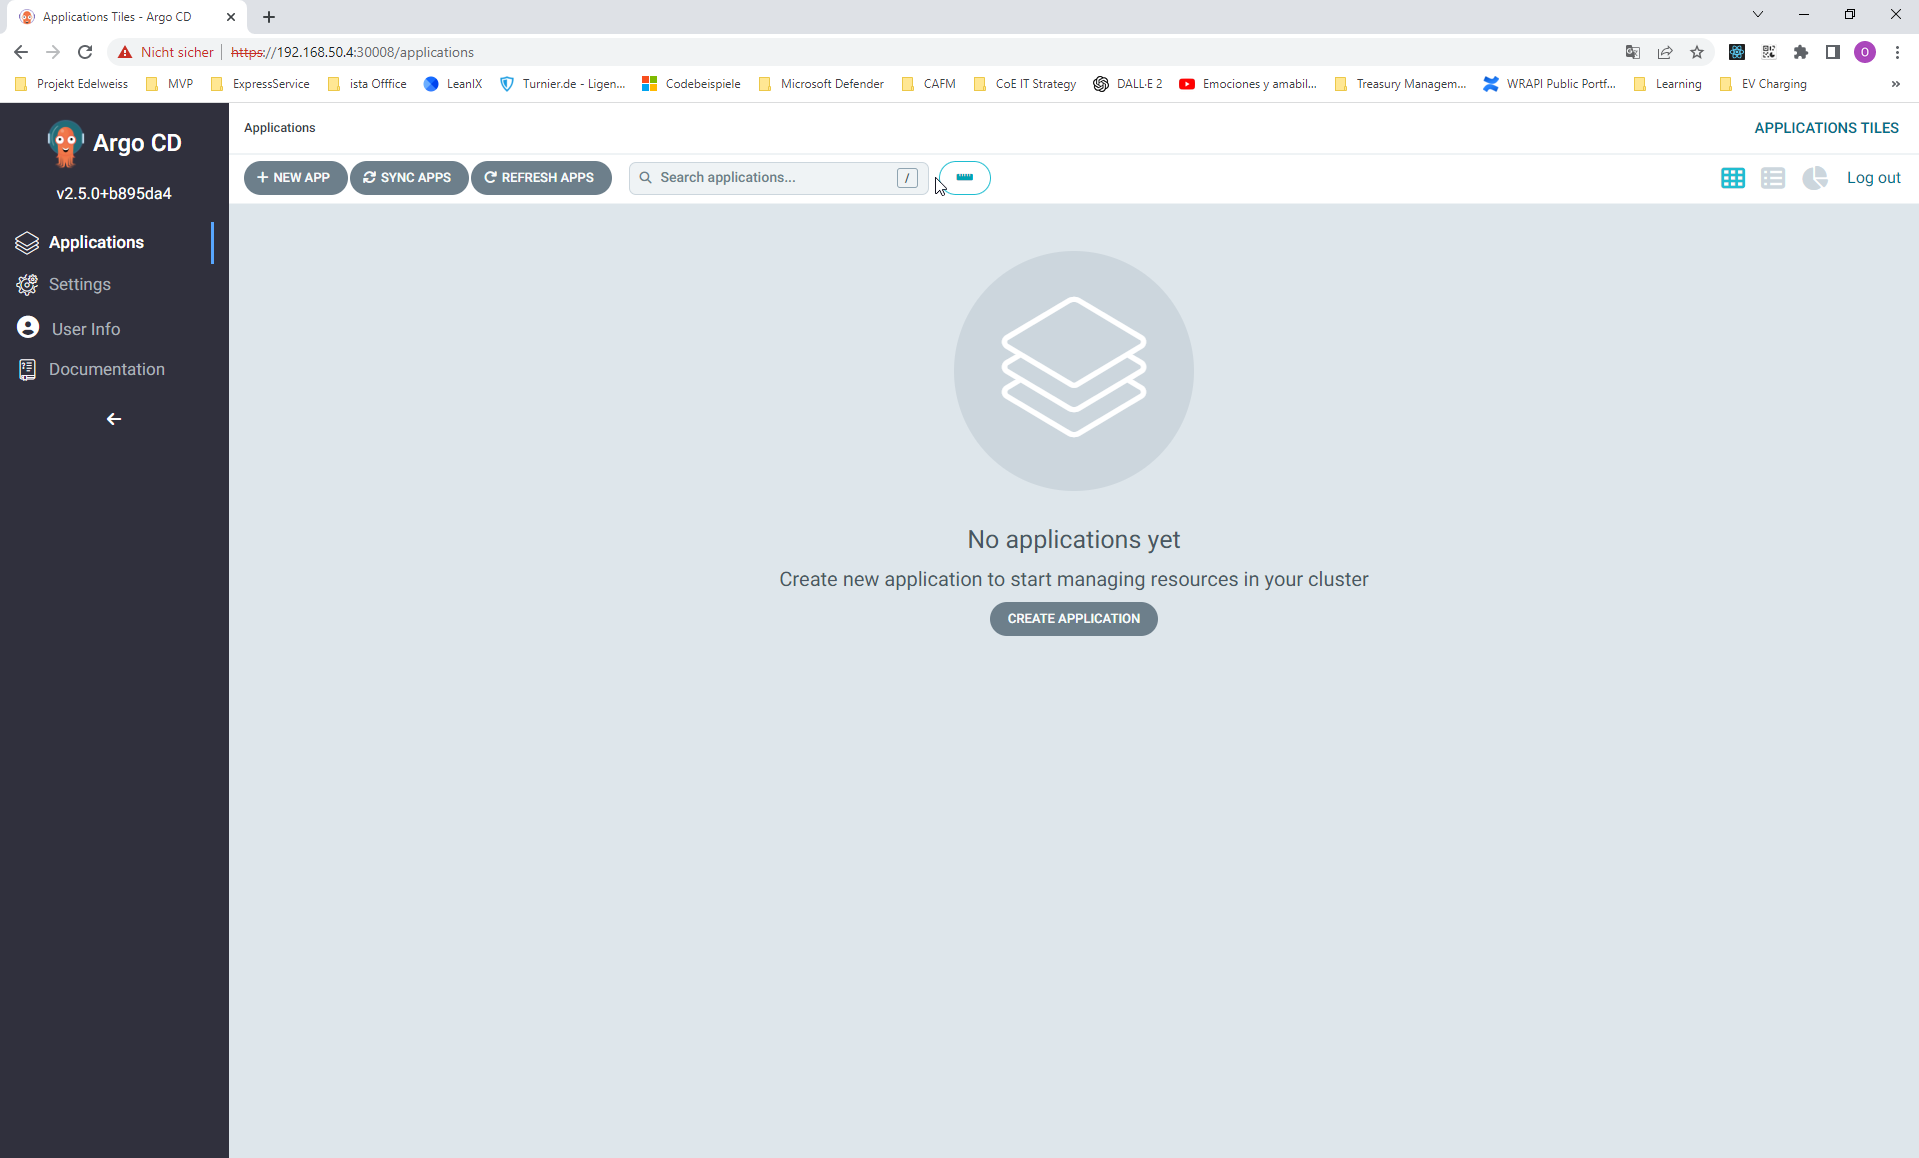 Applications Tiles - Argo CD
Nicht sicher https://192.168.50.4:30008/applications
O
Projekt Edelweiss MVP ExpressService ista Offfice LeanIX Turnier.de - Ligen... Codebeispiele Microsoft Defender CAFM CoE IT Strategy DALL·E 2 Emociones y amabil... Treasury Managem... WRAPI Public Portf... Learning EV Charging »
Argo CD
v2.5.0+b895da4
Applications
Settings
User Info
Documentation
Applications APPLICATIONS TILES
+ NEW APP SYNC APPS REFRESH APPS Search applications... / Log out
No applications yet
Create new application to start managing resources in your cluster
CREATE APPLICATION